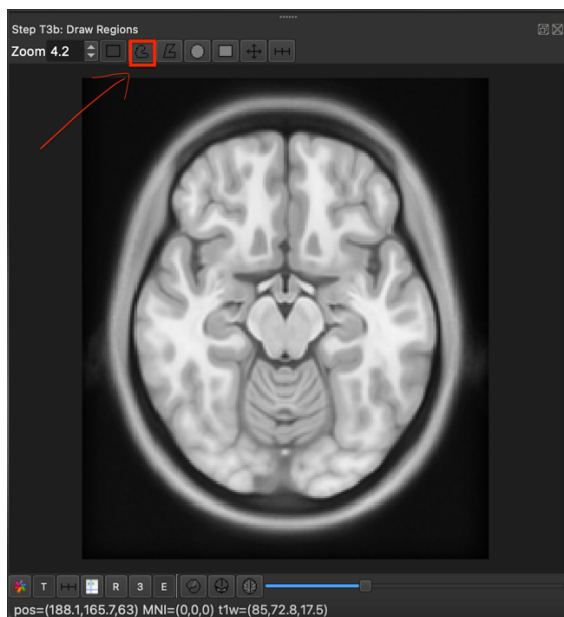 Step T3b: Draw Regions
Zoom 4.2
T R 3 E
pos=(188.1,165.7,63) MNI=(0,0,0) t1w=(85,72.8,17.5)